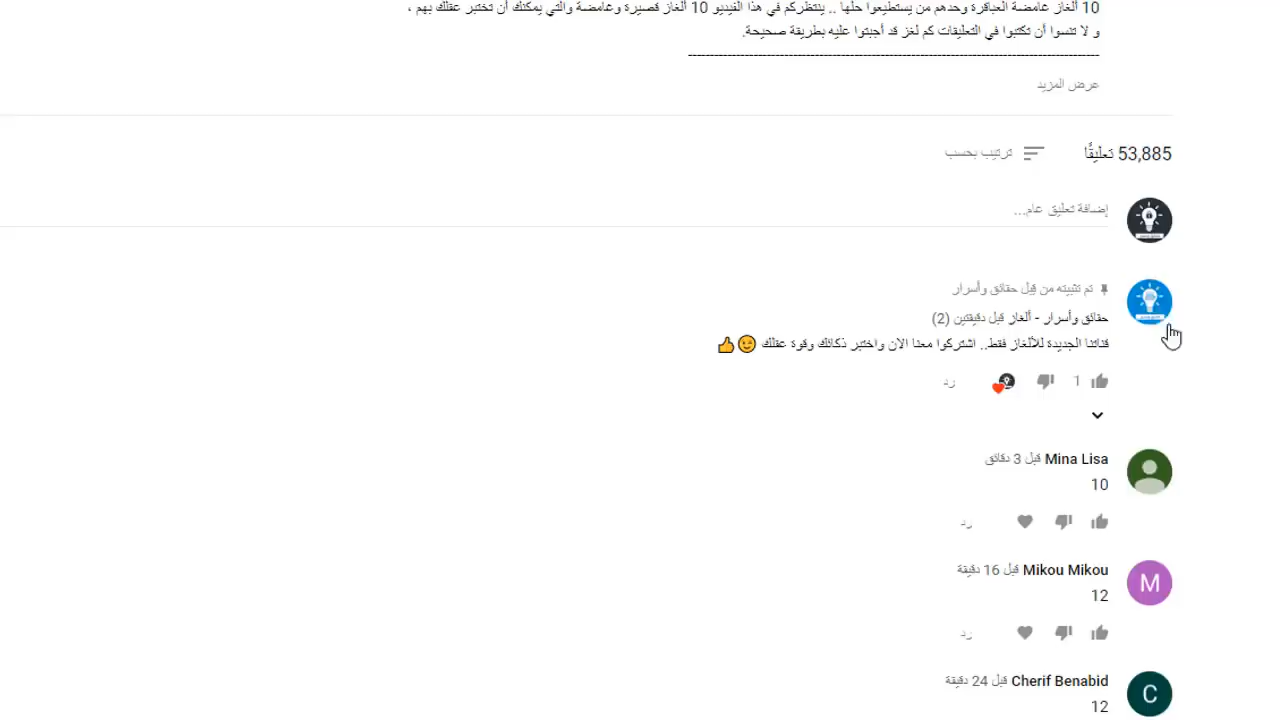 10 ألغاز غامضة العباقرة وحدهم من يستطيعوا حلها .. ينتظركم في هذا الفيديو 10 ألغاز قصيرة وغامضة والتي يمكنك أن تختبر عقلك بهم ،
و لا تنسوا أن تكتبوا في التعليقات كم لغز قد أجبتوا عليه بطريقة صحيحة.
--------------------------------------------------------------------------------------------
عرض المزيد
53,885 تعليقًا
ترتيب بحسب
إضافة تعليق عام...
تم تثبيته من قِبل حقائق وأسرار
حقائق وأسرار - ألغاز قبل دقيقتين (2)
قناتنا الجديدة للألغاز فقط.. اشتركوا معنا الان واختبر ذكائك وقوة عقلك 😉👍
1
رد
Mina Lisa قبل 3 دقائق
10
رد
Mikou Mikou قبل 16 دقيقة
12
رد
M
Cherif Benabid قبل 24 دقيقة
12
C